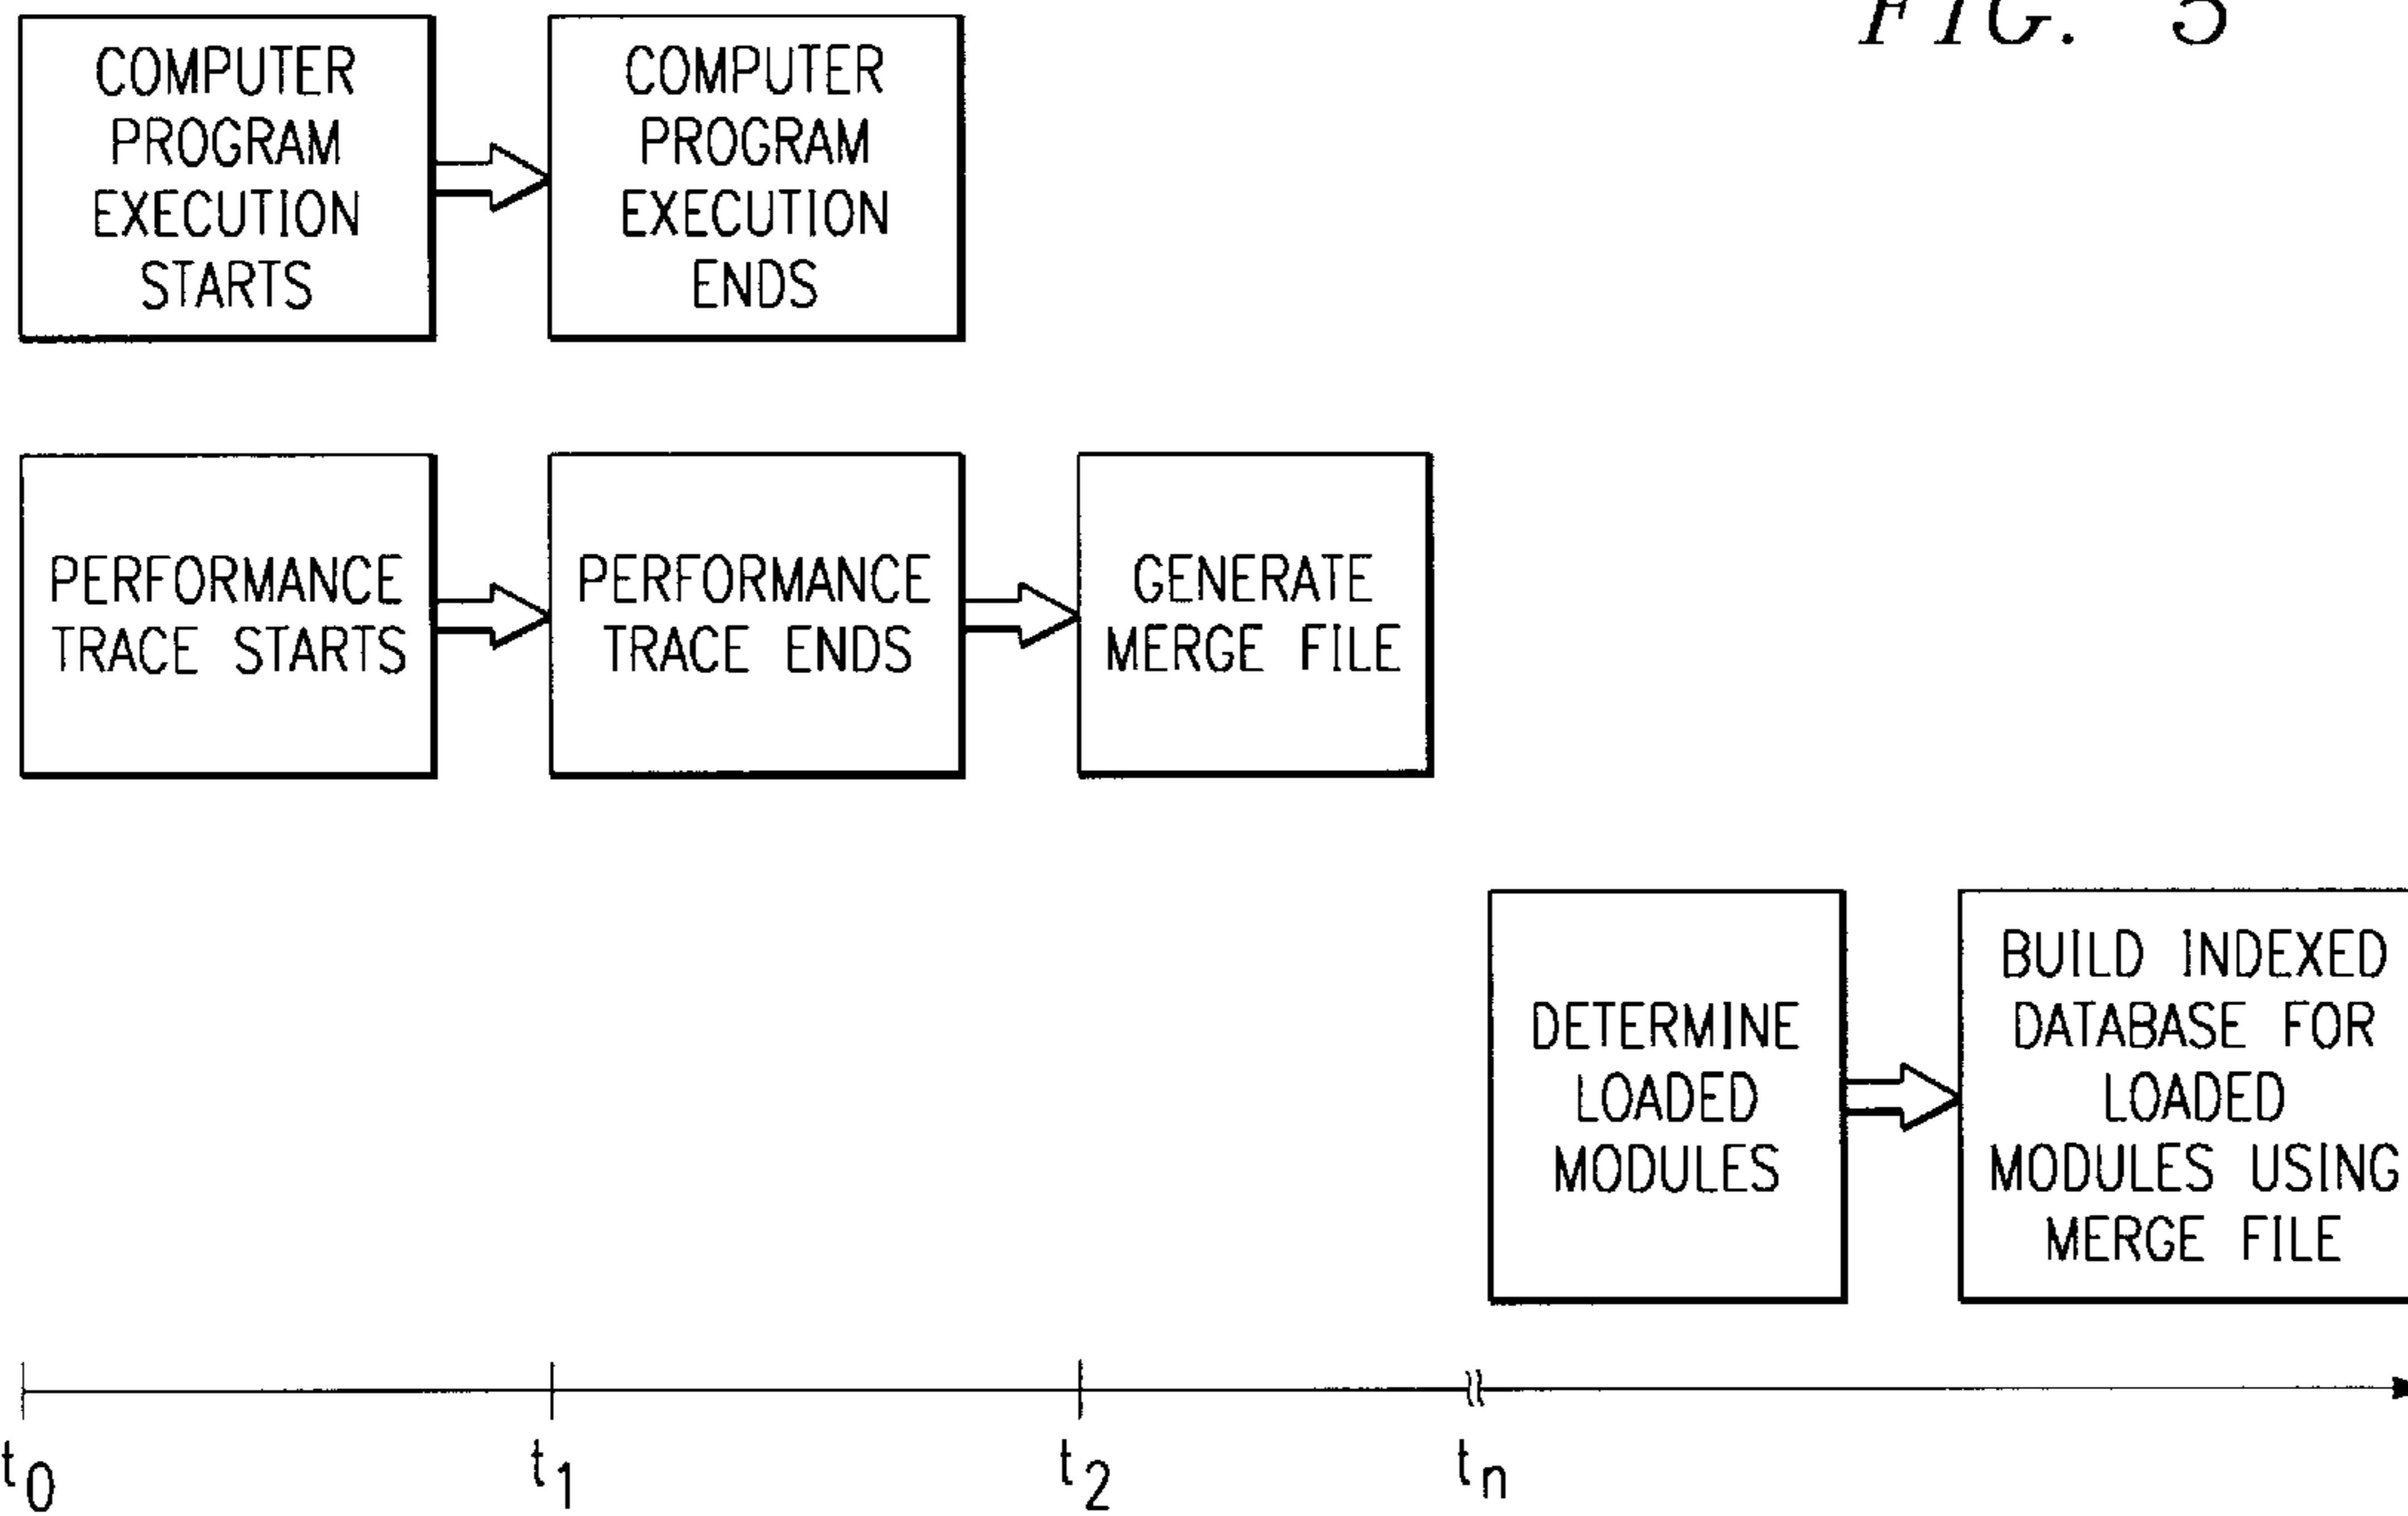 FIG. 5
COMPUTER
PROGRAM
EXECUTION
STARTS
COMPUTER
PROGRAM
EXECUTION
ENDS
PERFORMANCE
TRACE STARTS
PERFORMANCE
TRACE ENDS
GENERATE
MERGE FILE
DETERMINE
LOADED
MODULES
BUILD INDEXED
DATABASE FOR
LOADED
MODULES USING
MERGE FILE
t0
t1
t2
tn